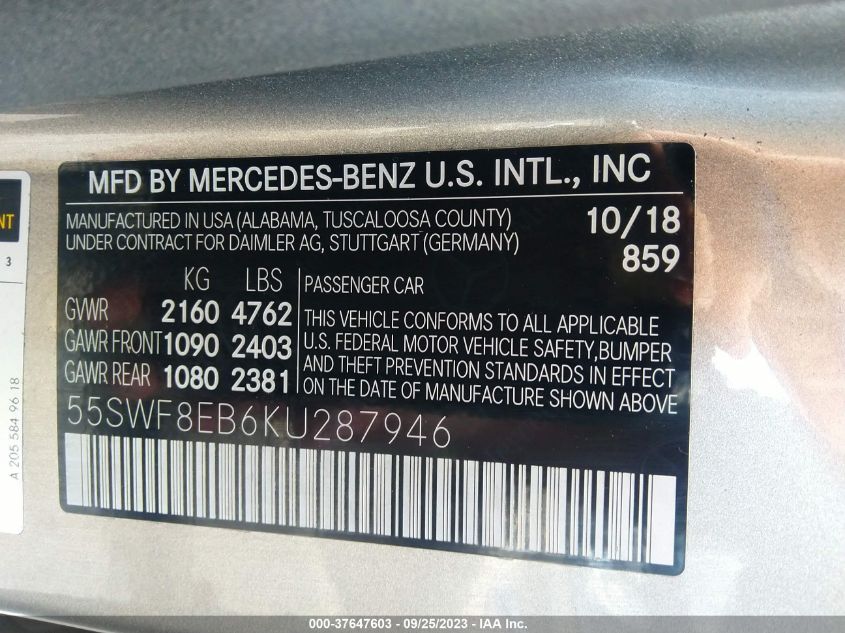 MFD BY MERCEDES-BENZ U.S. INTL., INC
MANUFACTURED IN USA (ALABAMA, TUSCALOOSA COUNTY)
UNDER CONTRACT FOR DAIMLER AG, STUTTGART (GERMANY)
10/18
859
KG LBS
GVWR 2160 4762
GAWR FRONT 1090 2403
GAWR REAR 1080 2381
PASSENGER CAR
THIS VEHICLE CONFORMS TO ALL APPLICABLE
U.S. FEDERAL MOTOR VEHICLE SAFETY,BUMPER
AND THEFT PREVENTION STANDARDS IN EFFECT
ON THE DATE OF MANUFACTURE SHOWN ABOVE
55SWF8EB6KU287946
3
A 205 584 96 18
000-37647603 - 09/25/2023 - IAA Inc.